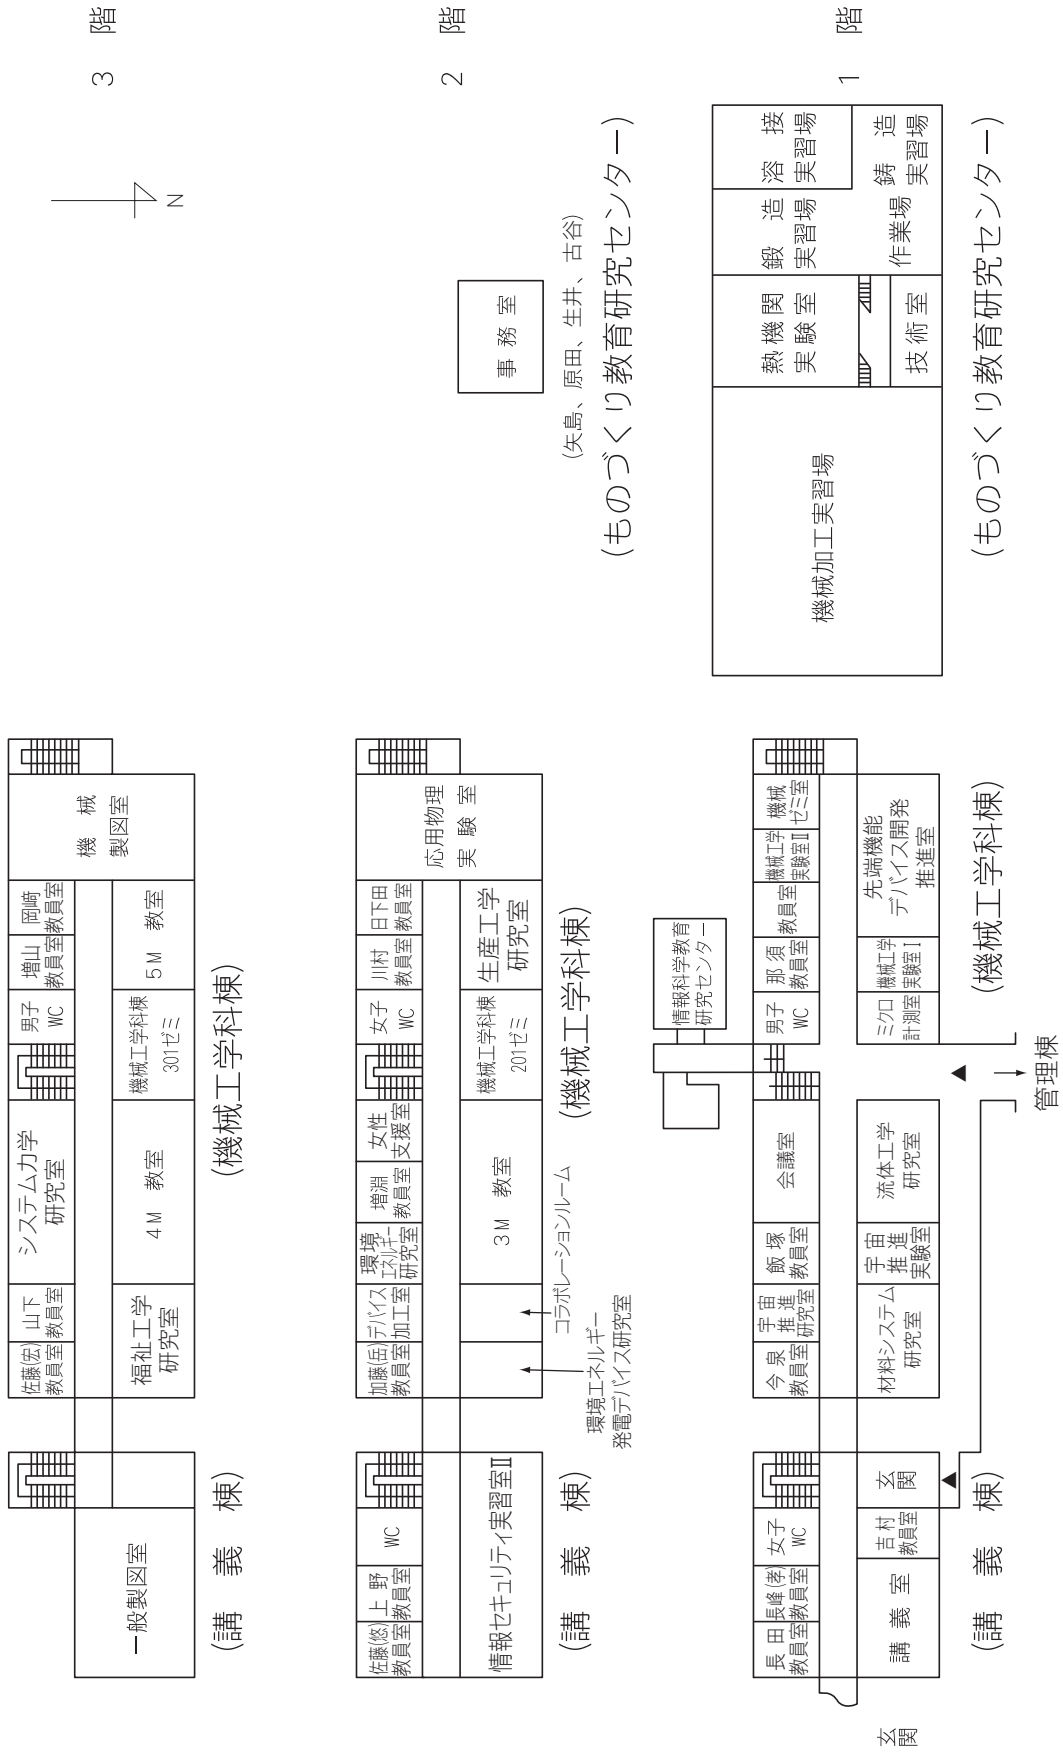 3 階
N
佐藤(宏)
教員室
山下
教員室
システム力学
研究室
男子
WC
増山
教員室
岡﨑
教員室
機 械
製図室
一般製図室
福祉工学
研究室
4M 教室
機械工学科棟
301ゼミ
5M 教室
(講 義 棟)
(機械工学科棟)
2 階
佐藤(悠)
教員室
上 野
教員室
WC
加藤(岳)
教員室
デバイス
加工室
環境
エネルギー
研究室
増淵
教員室
女性
支援室
女子
WC
川村
教員室
日下田
教員室
応用物理
実 験 室
情報セキュリティ実習室Ⅱ
3M 教室
機械工学科棟
201ゼミ
生産工学
研究室
コラボレーションルーム
環境エネルギー
発電デバイス研究室
(講 義 棟)
(機械工学科棟)
事 務 室
(矢島、原田、生井、古谷)
(ものづくり教育研究センター)
1 階
情報科学教育
研究センター
長 田
教員室
長峰(孝)
教員室
女子
WC
今 泉
教員室
宇 宙
推 進
研究室
飯 塚
教員室
会議室
男子
WC
那 須
教員室
教員室
機械工学
実験室Ⅱ
機械
ゼミ室
玄
関
講 義 室
吉 村
教員室
玄
関
材料システム
研究室
宇 宙
推 進
実験室
流体工学
研究室
ミクロ
計測室
機械工学
実験室Ⅰ
先端機能
デバイス開発
推進室
管理棟
(講 義 棟)
(機械工学科棟)
機械加工実習場
熱 機 関
実 験 室
技 術 室
鍛 造
実習場
作業場
溶 接
実習場
鋳 造
実習場
(ものづくり教育研究センター)